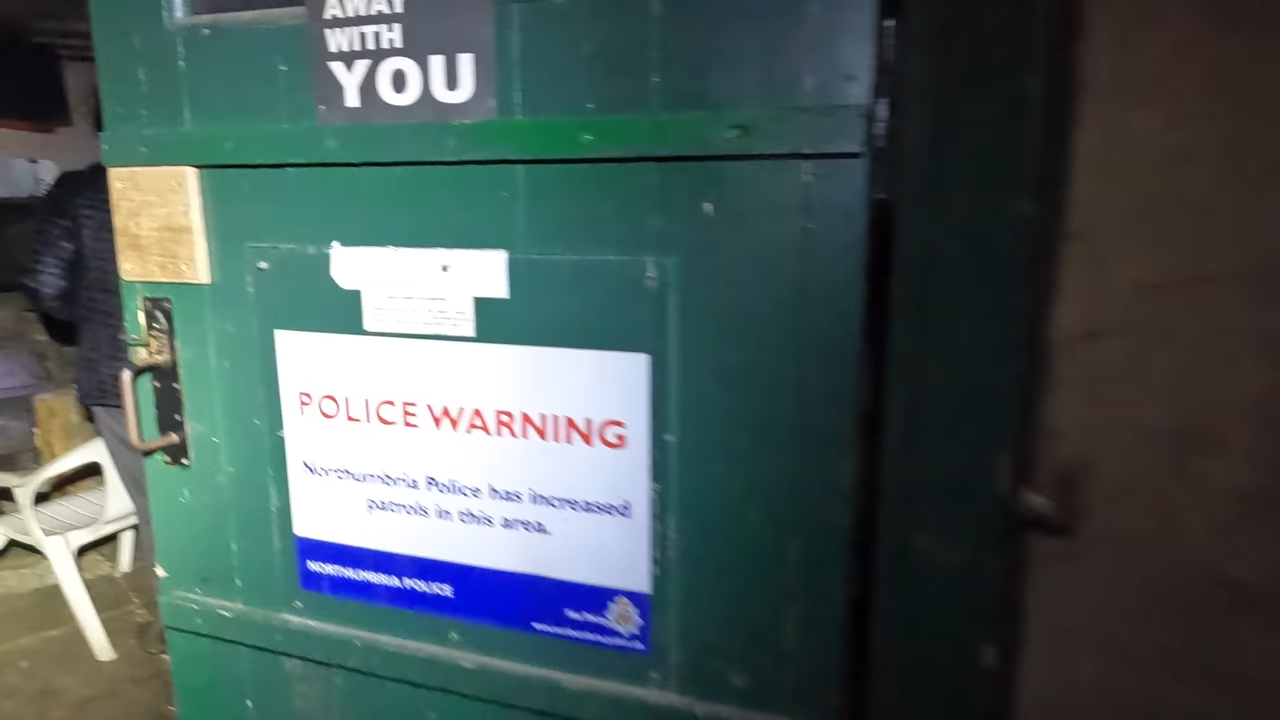 AWAY
WITH
YOU
POLICE WARNING
Northumbria Police has increased
patrols in this area.
NORTHUMBRIA POLICE